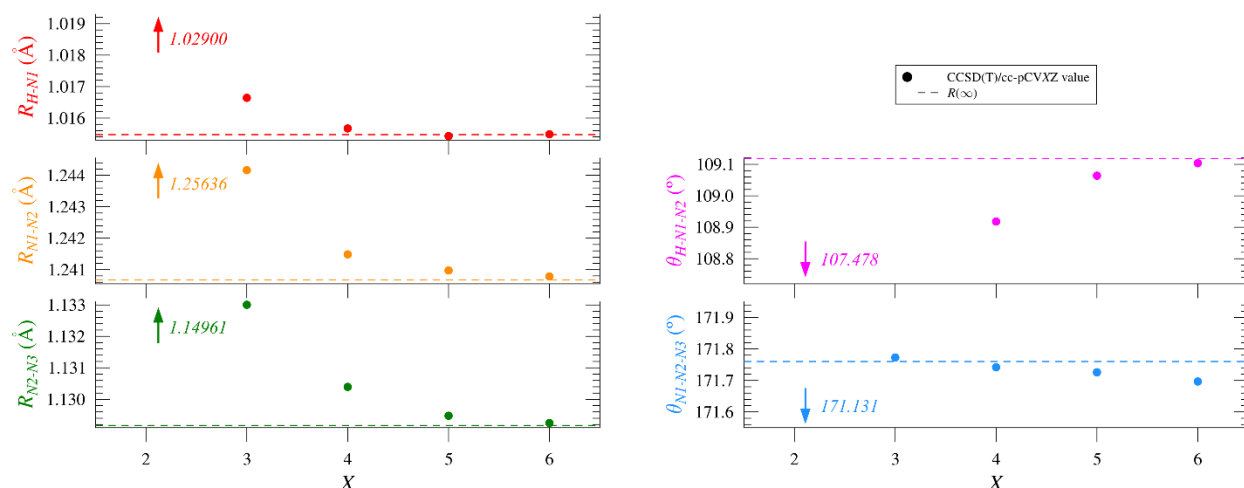 R_H-N1 (Å)
1.019
1.018
1.017
1.016
1.02900
R_N1-N2 (Å)
1.244
1.243
1.242
1.241
1.25636
R_N2-N3 (Å)
1.133
1.132
1.131
1.130
1.14961
2 3 4 5 6
X
CCSD(T)/cc-pCVXZ value
R(∞)
θ_H-N1-N2 (°)
109.1
109.0
108.9
108.8
107.478
θ_N1-N2-N3 (°)
171.9
171.8
171.7
171.6
171.131
2 3 4 5 6
X